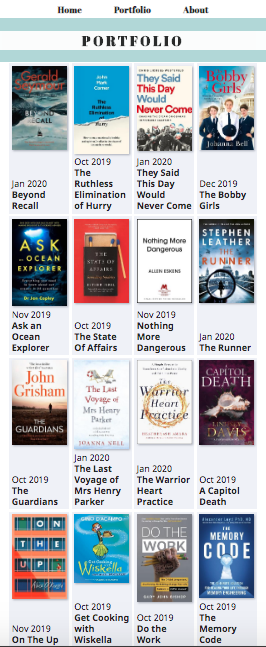 Home Portfolio About
PORTFOLIO
Gerald
Seymour
BEYOND
RECALL
Jan 2020
Beyond
Recall
John
Mark
Comer
The
Ruthless
Elimination
of
Hurry
Oct 2019
The
Ruthless
Elimination
of Hurry
They Said
This Day
Would
Never Come
Jan 2020
They Said
This Day
Would
Never Come
Bobby
Girls
Johanna Bell
Dec 2019
The Bobby
Girls
ASK
AN
OCEAN
EXPLORER
Dr Jon Copley
Nov 2019
Ask an
Ocean
Explorer
THE
STATE OF
AFFAIRS
Oct 2019
The State
Of Affairs
Nothing More
Dangerous
ALLEN ESKENS
Nov 2019
Nothing
More
Dangerous
STEPHEN
LEATHER
THE
RUNNER
Jan 2020
The Runner
John
Grisham
THE
GUARDIANS
Oct 2019
The
Guardians
The Last
Voyage of
Mrs Henry
Parker
JOANNA NELL
Jan 2020
The Last
Voyage of
Mrs Henry
Parker
The
Warrior
Heart
Practice
Jan 2020
The Warrior
Heart
Practice
A
CAPITOL
DEATH
LINDSEY
DAVIS
Oct 2019
A Capitol
Death
ON
THE
UP
Nov 2019
On The Up
GINO D'ACAMPO
Get Cooking
with
Wiskella
Oct 2019
Get Cooking
with
Wiskella
DO THE
WORK
GARY JOHN BISHOP
Oct 2019
Do the
Work
THE
MEMORY
CODE
Oct 2019
The
Memory
Code